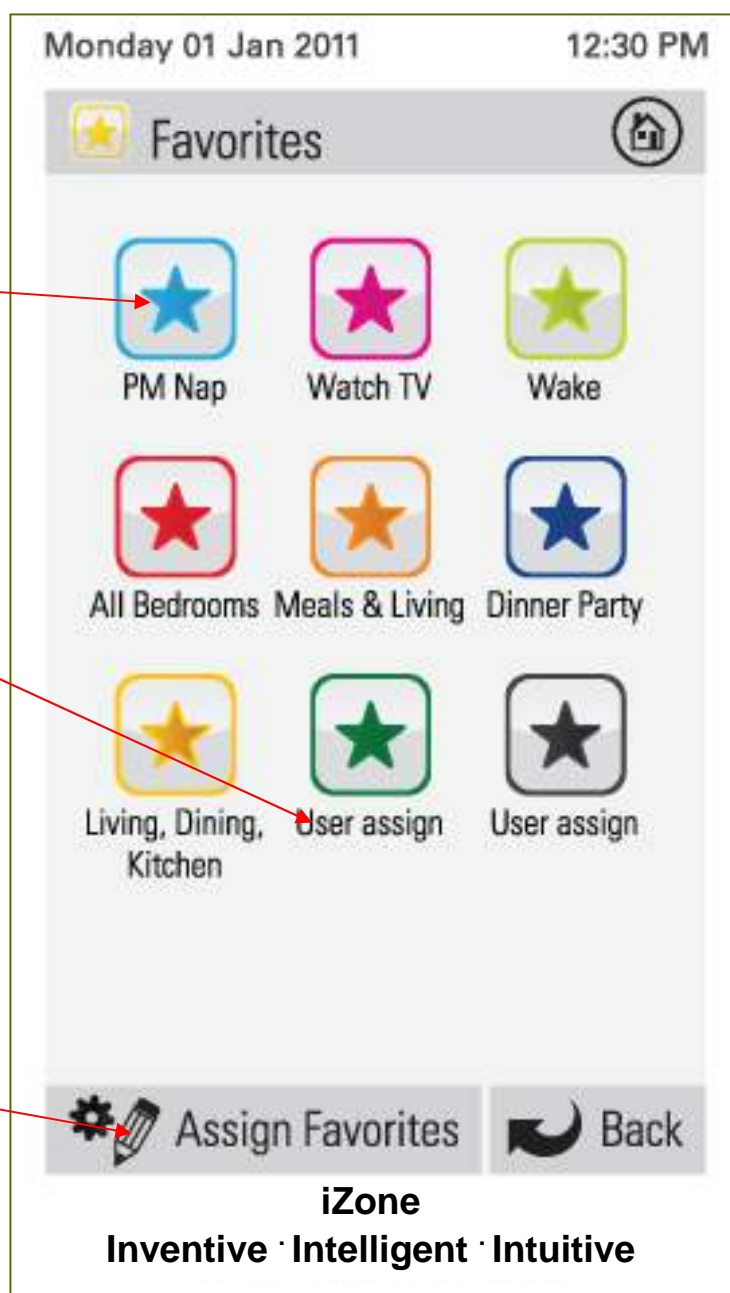 Monday 01 Jan 2011 12:30 PM
Favorites
PM Nap Watch TV Wake
All Bedrooms Meals & Living Dinner Party
Living, Dining, User assign User assign
Kitchen
Assign Favorites Back
iZone
Inventive · Intelligent · Intuitive